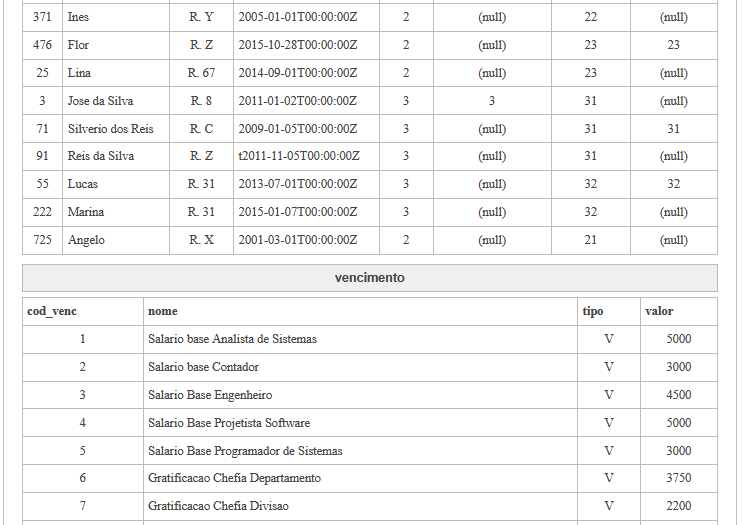 371 Ines R. Y 2005-01-01T00:00:00Z 2 (null) 22 (null)
476 Flor R. Z 2015-10-28T00:00:00Z 2 (null) 23 23
25 Lina R. 67 2014-09-01T00:00:00Z 2 (null) 23 (null)
3 Jose da Silva R. 8 2011-01-02T00:00:00Z 3 3 31 (null)
71 Silverio dos Reis R. C 2009-01-05T00:00:00Z 3 (null) 31 31
91 Reis da Silva R. Z t2011-11-05T00:00:00Z 3 (null) 31 (null)
55 Lucas R. 31 2013-07-01T00:00:00Z 3 (null) 32 32
222 Marina R. 31 2015-01-07T00:00:00Z 3 (null) 32 (null)
725 Angelo R. X 2001-03-01T00:00:00Z 2 (null) 21 (null)
vencimento
cod_venc nome tipo valor
1 Salario base Analista de Sistemas V 5000
2 Salario base Contador V 3000
3 Salario Base Engenheiro V 4500
4 Salario Base Projetista Software V 5000
5 Salario Base Programador de Sistemas V 3000
6 Gratificacao Chefia Departamento V 3750
7 Gratificacao Chefia Divisao V 2200